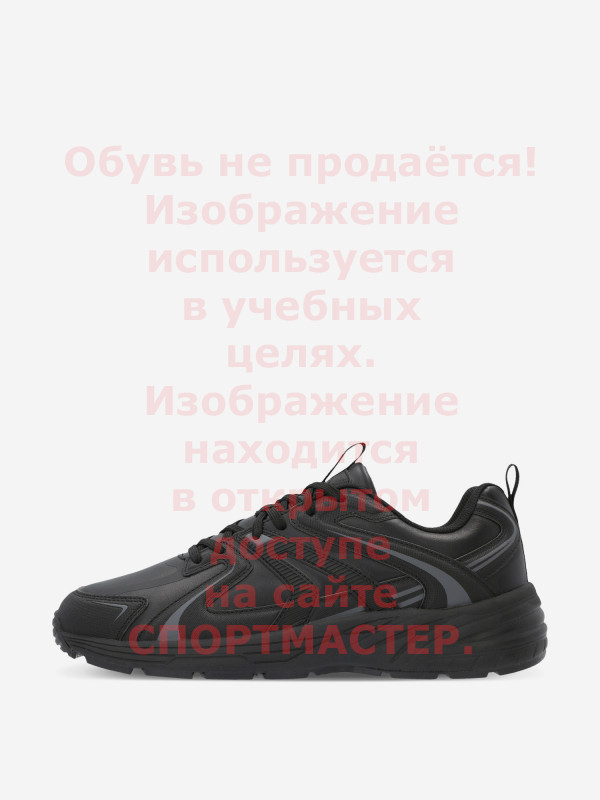 Обувь не продаётся!
Изображение
используется
в учебных
целях.
Изображение
находится
в открытом
доступе
на сайте
СПОРТМАСТЕР.